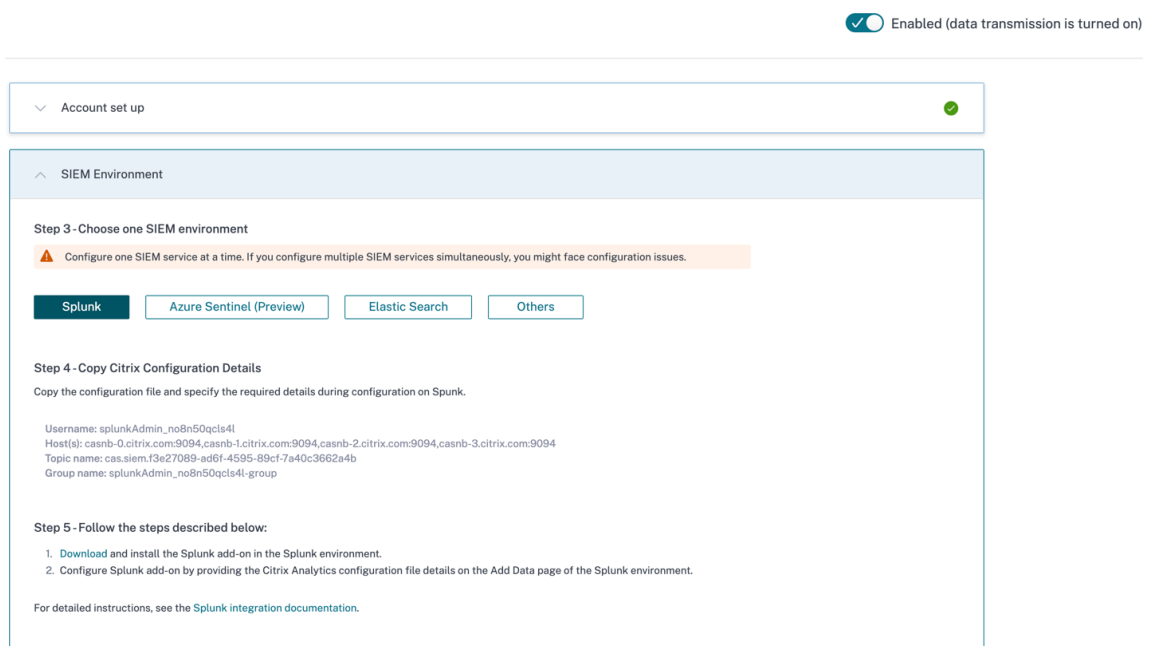 Enabled (data transmission is turned on)
Account set up
SIEM Environment
Step 3 - Choose one SIEM environment
Configure one SIEM service at a time. If you configure multiple SIEM services simultaneously, you might face configuration issues.
Splunk
Azure Sentinel (Preview)
Elastic Search
Others
Step 4 - Copy Citrix Configuration Details
Copy the configuration file and specify the required details during configuration on Spunk.
Username: splunkAdmin_no8n50qcls4l
Host(s): casnb-0.citrix.com:9094,casnb-1.citrix.com:9094,casnb-2.citrix.com:9094,casnb-3.citrix.com:9094
Topic name: cas.siem.f3e27089-ad6f-4595-89cf-7a40c3662a4b
Group name: splunkAdmin_no8n50qcls4l-group
Step 5 - Follow the steps described below:
1. Download and install the Splunk add-on in the Splunk environment.
2. Configure Splunk add-on by providing the Citrix Analytics configuration file details on the Add Data page of the Splunk environment.
For detailed instructions, see the Splunk integration documentation.